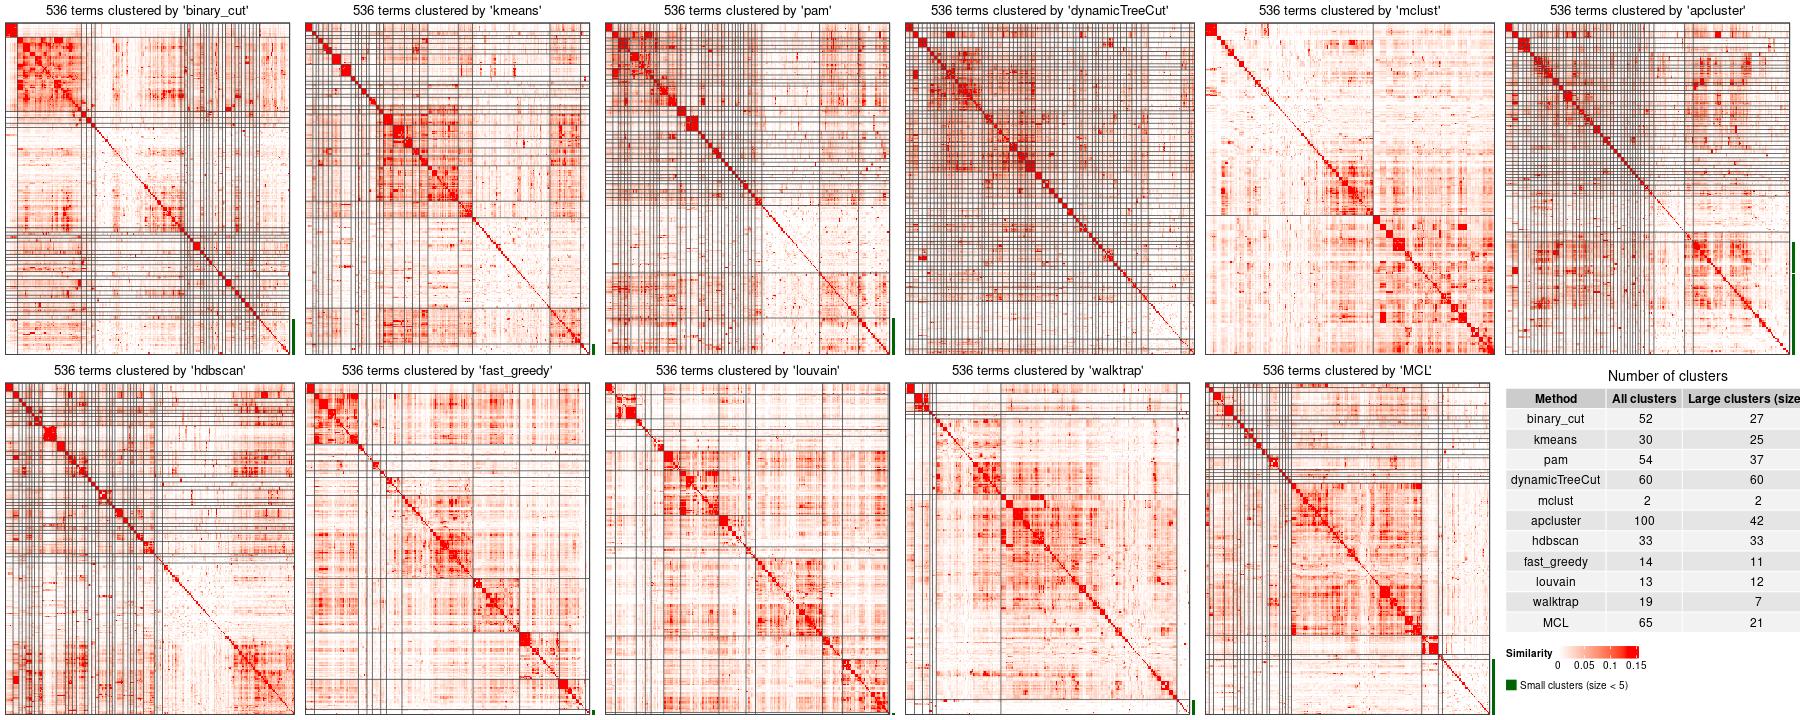 536 terms clustered by 'binary_cut'
536 terms clustered by 'kmeans'
536 terms clustered by 'pam'
536 terms clustered by 'dynamicTreeCut'
536 terms clustered by 'mclust'
536 terms clustered by 'apcluster'
536 terms clustered by 'hdbscan'
536 terms clustered by 'fast_greedy'
536 terms clustered by 'louvain'
536 terms clustered by 'walktrap'
536 terms clustered by 'MCL'
Number of clusters
Method All clusters Large clusters (size
binary_cut 52 27
kmeans 30 25
pam 54 37
dynamicTreeCut 60 60
mclust 2 2
apcluster 100 42
hdbscan 33 33
fast_greedy 14 11
louvain 13 12
walktrap 19 7
MCL 65 21
Similarity
0 0.05 0.1 0.15
Small clusters (size < 5)